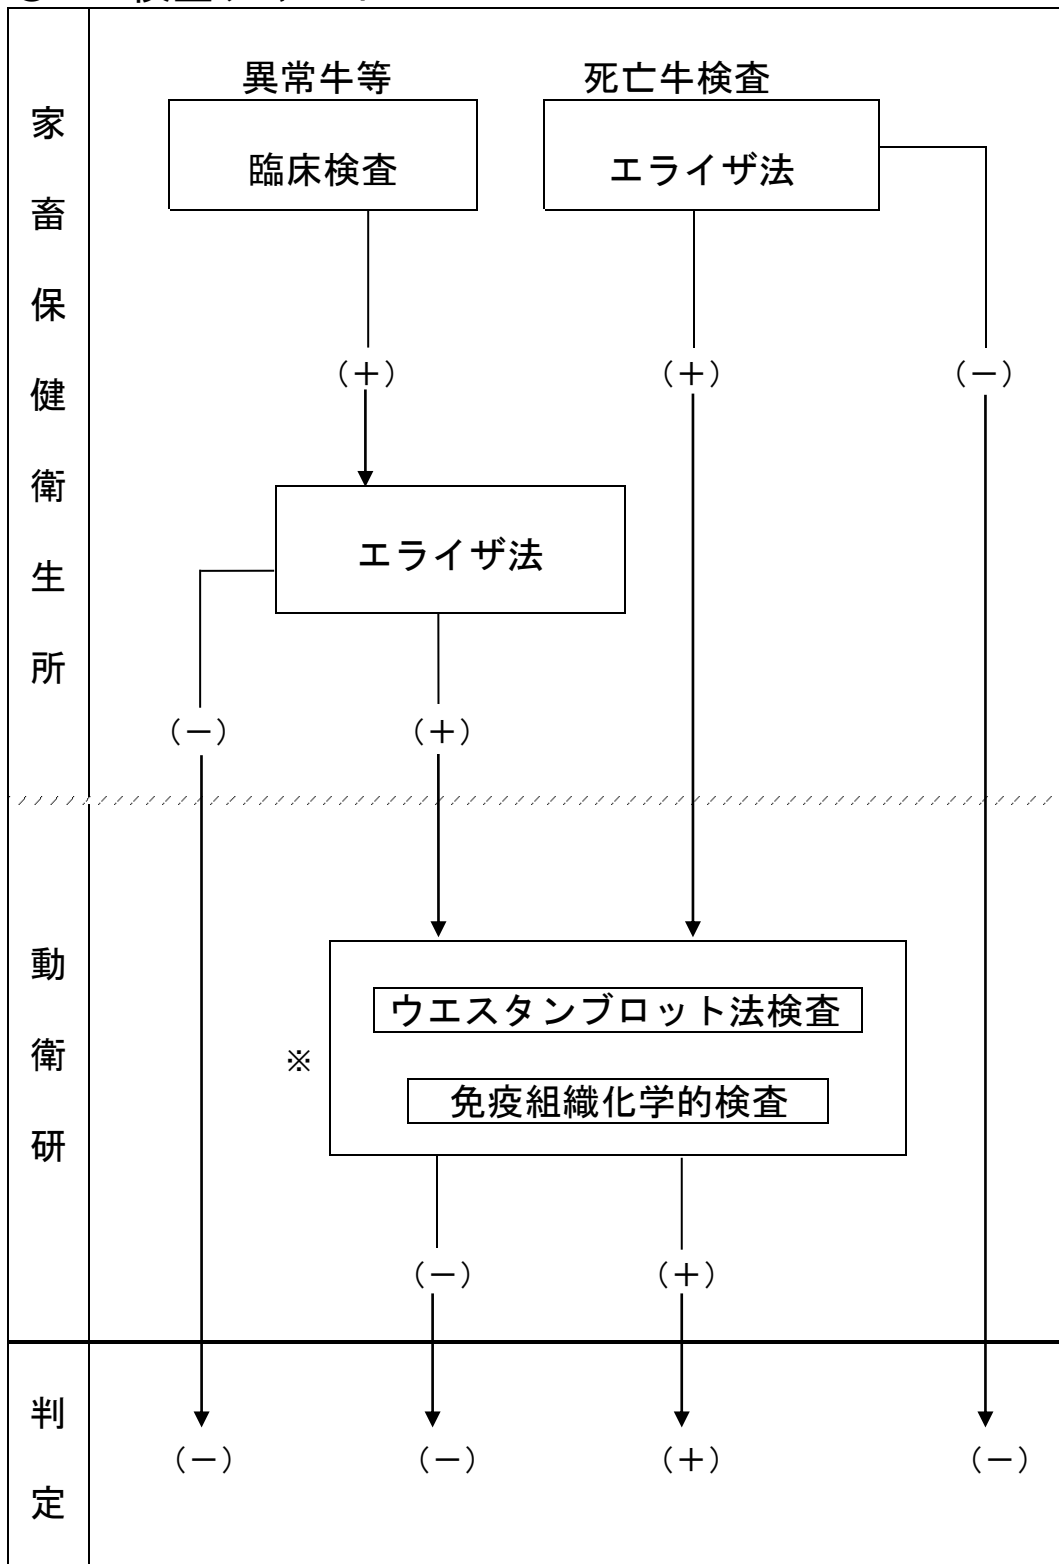 異常牛等 死亡牛検査
臨床検査 エライザ法
（＋） （＋） （－）
エライザ法
（－） （＋）
家畜保健衛生所
ウエスタンブロット法検査
※
免疫組織化学的検査
（－） （＋）
動衛研
（－） （－） （＋） （－）
判定